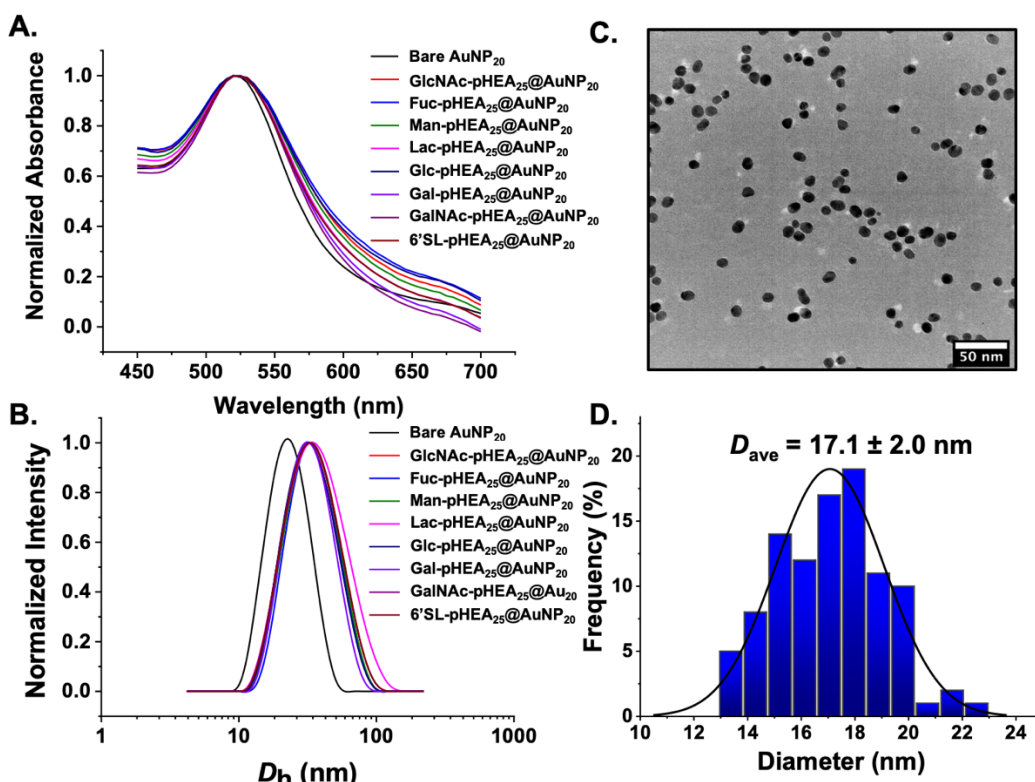 A.
Normalized Absorbance
1.0
0.8
0.6
0.4
0.2
0.0
450 500 550 600 650 700
Wavelength (nm)
Bare AuNP₂₀
GlcNAc-pHEA₂₅@AuNP₂₀
Fuc-pHEA₂₅@AuNP₂₀
Man-pHEA₂₅@AuNP₂₀
Lac-pHEA₂₅@AuNP₂₀
Glc-pHEA₂₅@AuNP₂₀
Gal-pHEA₂₅@AuNP₂₀
GalNAc-pHEA₂₅@AuNP₂₀
6'SL-pHEA₂₅@AuNP₂₀
C.
50 nm
B.
Normalized Intensity
1.0
0.8
0.6
0.4
0.2
0.0
1 10 100 1000
D_h (nm)
Bare AuNP₂₀
GlcNAc-pHEA₂₅@AuNP₂₀
Fuc-pHEA₂₅@AuNP₂₀
Man-pHEA₂₅@AuNP₂₀
Lac-pHEA₂₅@AuNP₂₀
Glc-pHEA₂₅@AuNP₂₀
Gal-pHEA₂₅@AuNP₂₀
GalNAc-pHEA₂₅@Au₂₀
6'SL-pHEA₂₅@AuNP₂₀
D.
D_ave = 17.1 ± 2.0 nm
Frequency (%)
20
15
10
5
0
10 12 14 16 18 20 22 24
Diameter (nm)